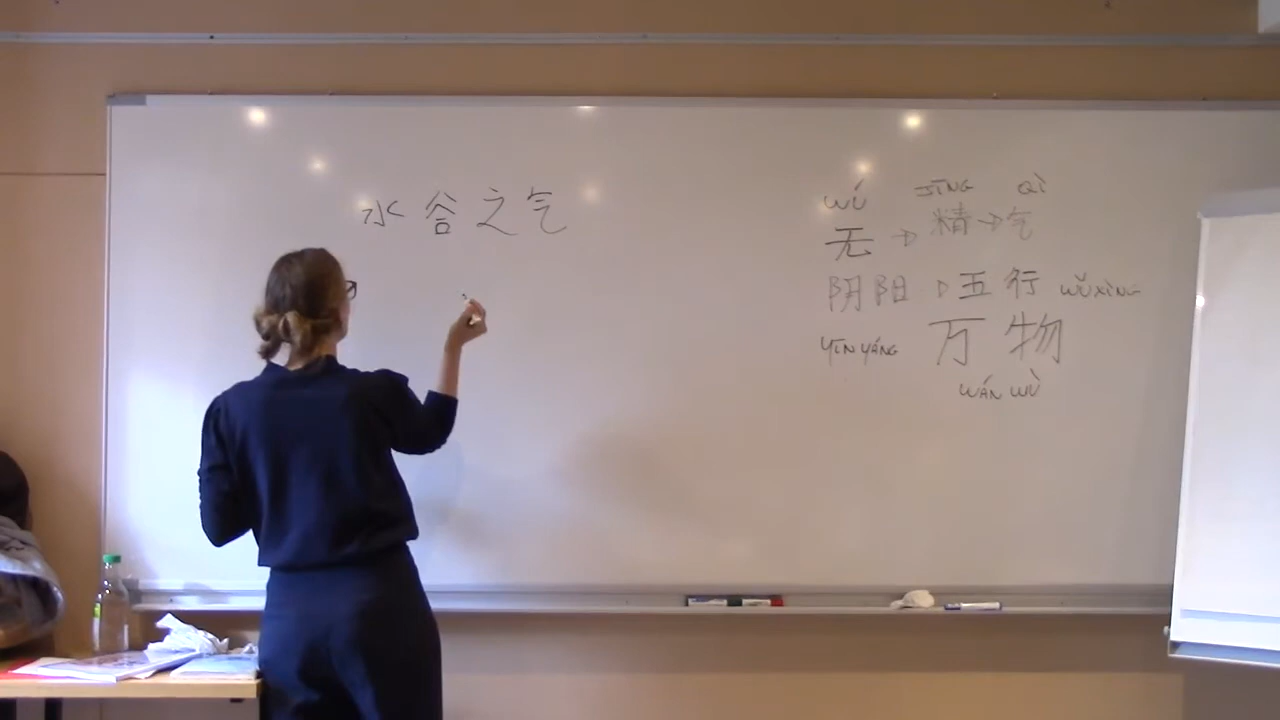 水谷之气
WÚ JĪNG QÌ
无 → 精 → 气
阴阳 → 五行 WǓXÌNG
YĪN YÁNG 万物
WÁN WÙ